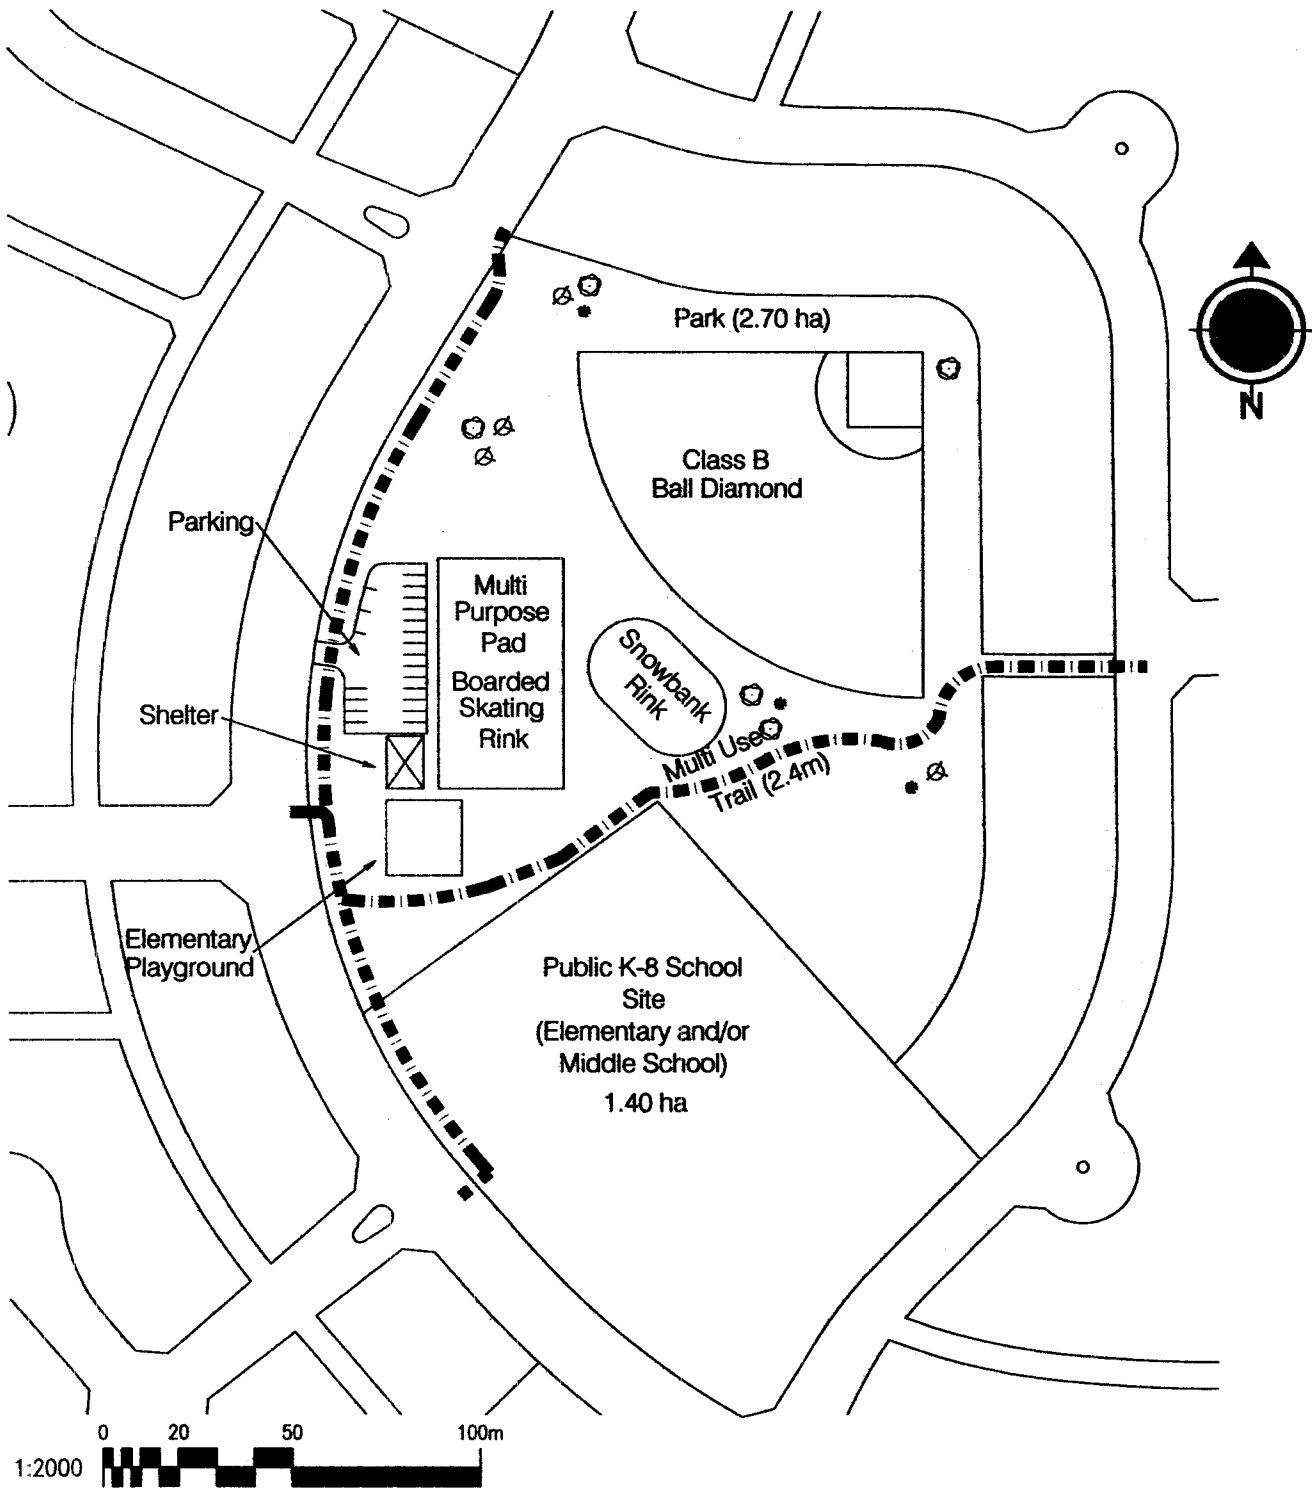 Park (2.70 ha)
N
Class B
Ball Diamond
Parking
Multi
Purpose
Pad
Boarded
Skating
Rink
Snowbank
Rink
Shelter
Multi Use
Trail (2.4m)
Elementary
Playground
Public K-8 School
Site
(Elementary and/or
Middle School)
1.40 ha
0 20 50 100m
1:2000